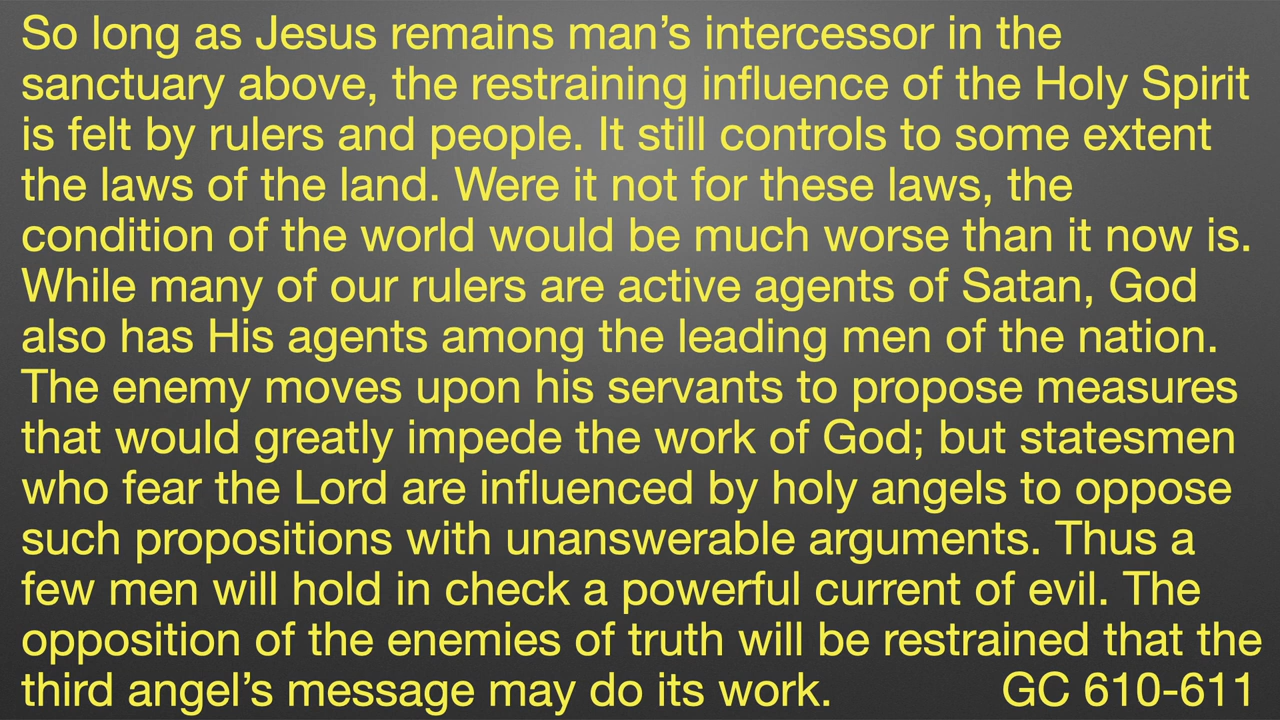 So long as Jesus remains man’s intercessor in the
sanctuary above, the restraining influence of the Holy Spirit
is felt by rulers and people. It still controls to some extent
the laws of the land. Were it not for these laws, the
condition of the world would be much worse than it now is.
While many of our rulers are active agents of Satan, God
also has His agents among the leading men of the nation.
The enemy moves upon his servants to propose measures
that would greatly impede the work of God; but statesmen
who fear the Lord are influenced by holy angels to oppose
such propositions with unanswerable arguments. Thus a
few men will hold in check a powerful current of evil. The
opposition of the enemies of truth will be restrained that the
third angel’s message may do its work. GC 610-611